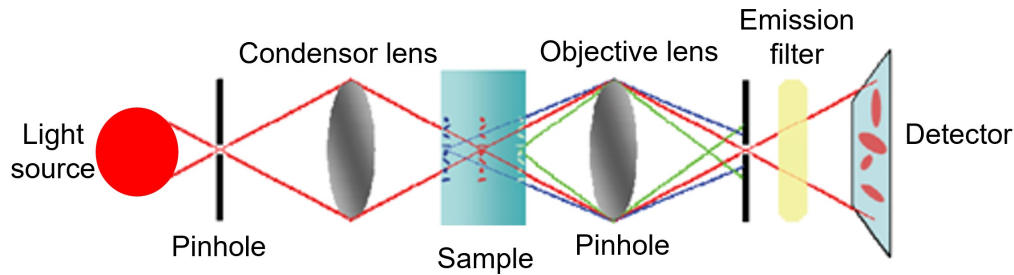 Emission
filter
Condensor lens
Objective lens
Light
source
Detector
Pinhole
Sample
Pinhole